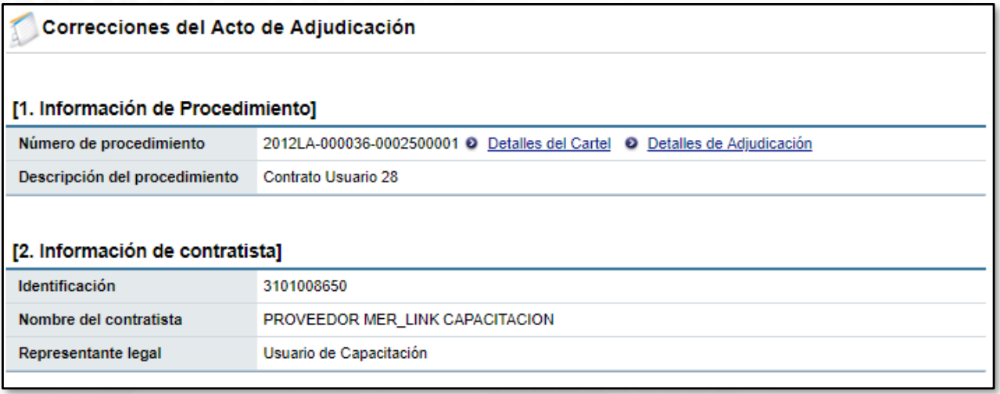 Correcciones del Acto de Adjudicación
[1. Información de Procedimiento]
Número de procedimiento 2012LA-000036-0002500001 Detalles del Cartel Detalles de Adjudicación
Descripción del procedimiento Contrato Usuario 28
[2. Información de contratista]
Identificación 3101008650
Nombre del contratista PROVEEDOR MER_LINK CAPACITACION
Representante legal Usuario de Capacitación